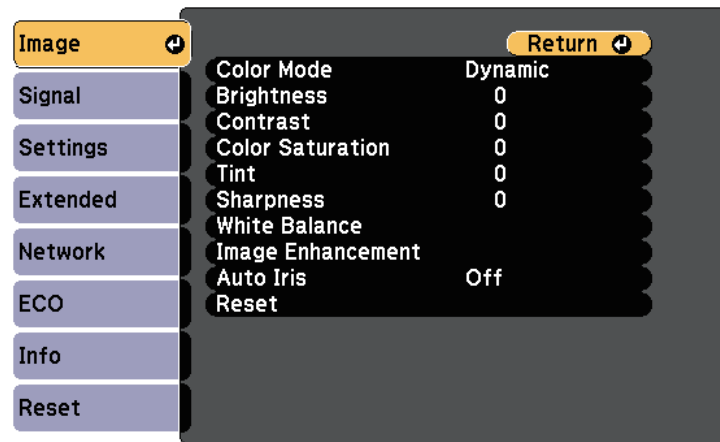 Image
Signal
Settings
Extended
Network
ECO
Info
Reset
Return
Color Mode Dynamic
Brightness 0
Contrast 0
Color Saturation 0
Tint 0
Sharpness 0
White Balance
Image Enhancement
Auto Iris Off
Reset